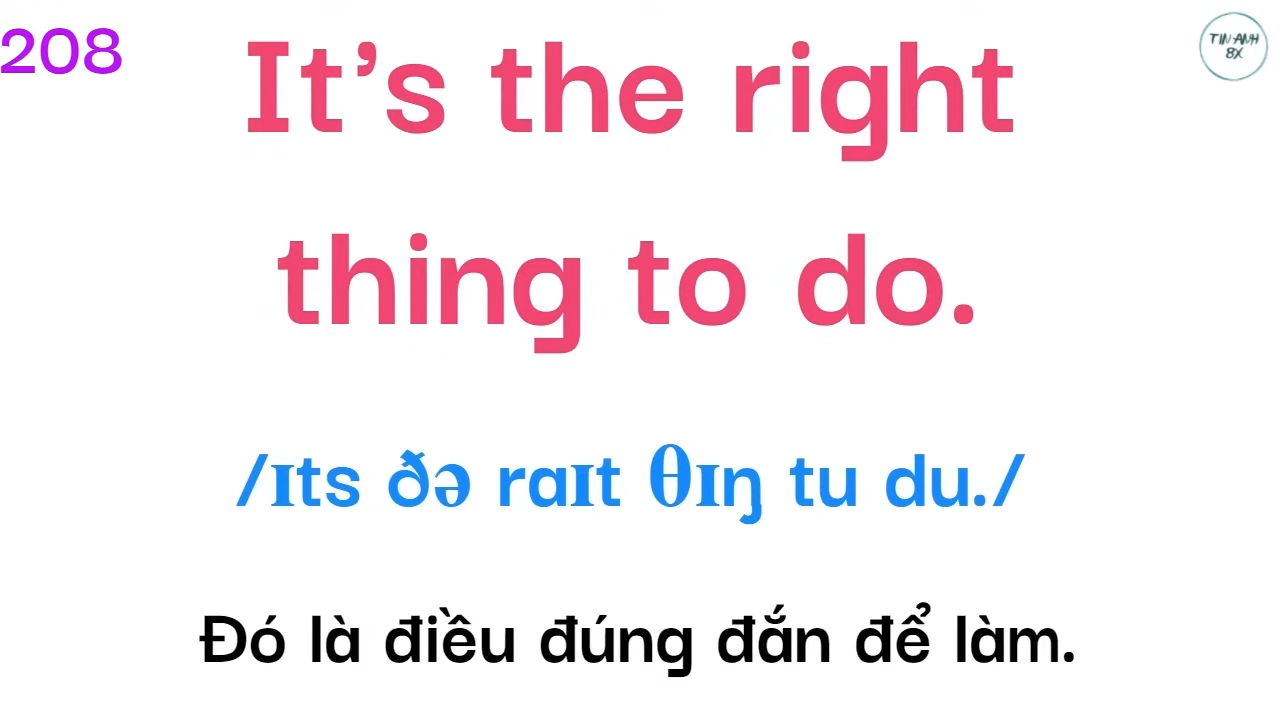 208
TIN ANH
8X
It's the right
thing to do.
/ɪts ðə raɪt θɪŋ tu du./
Đó là điều đúng đắn để làm.